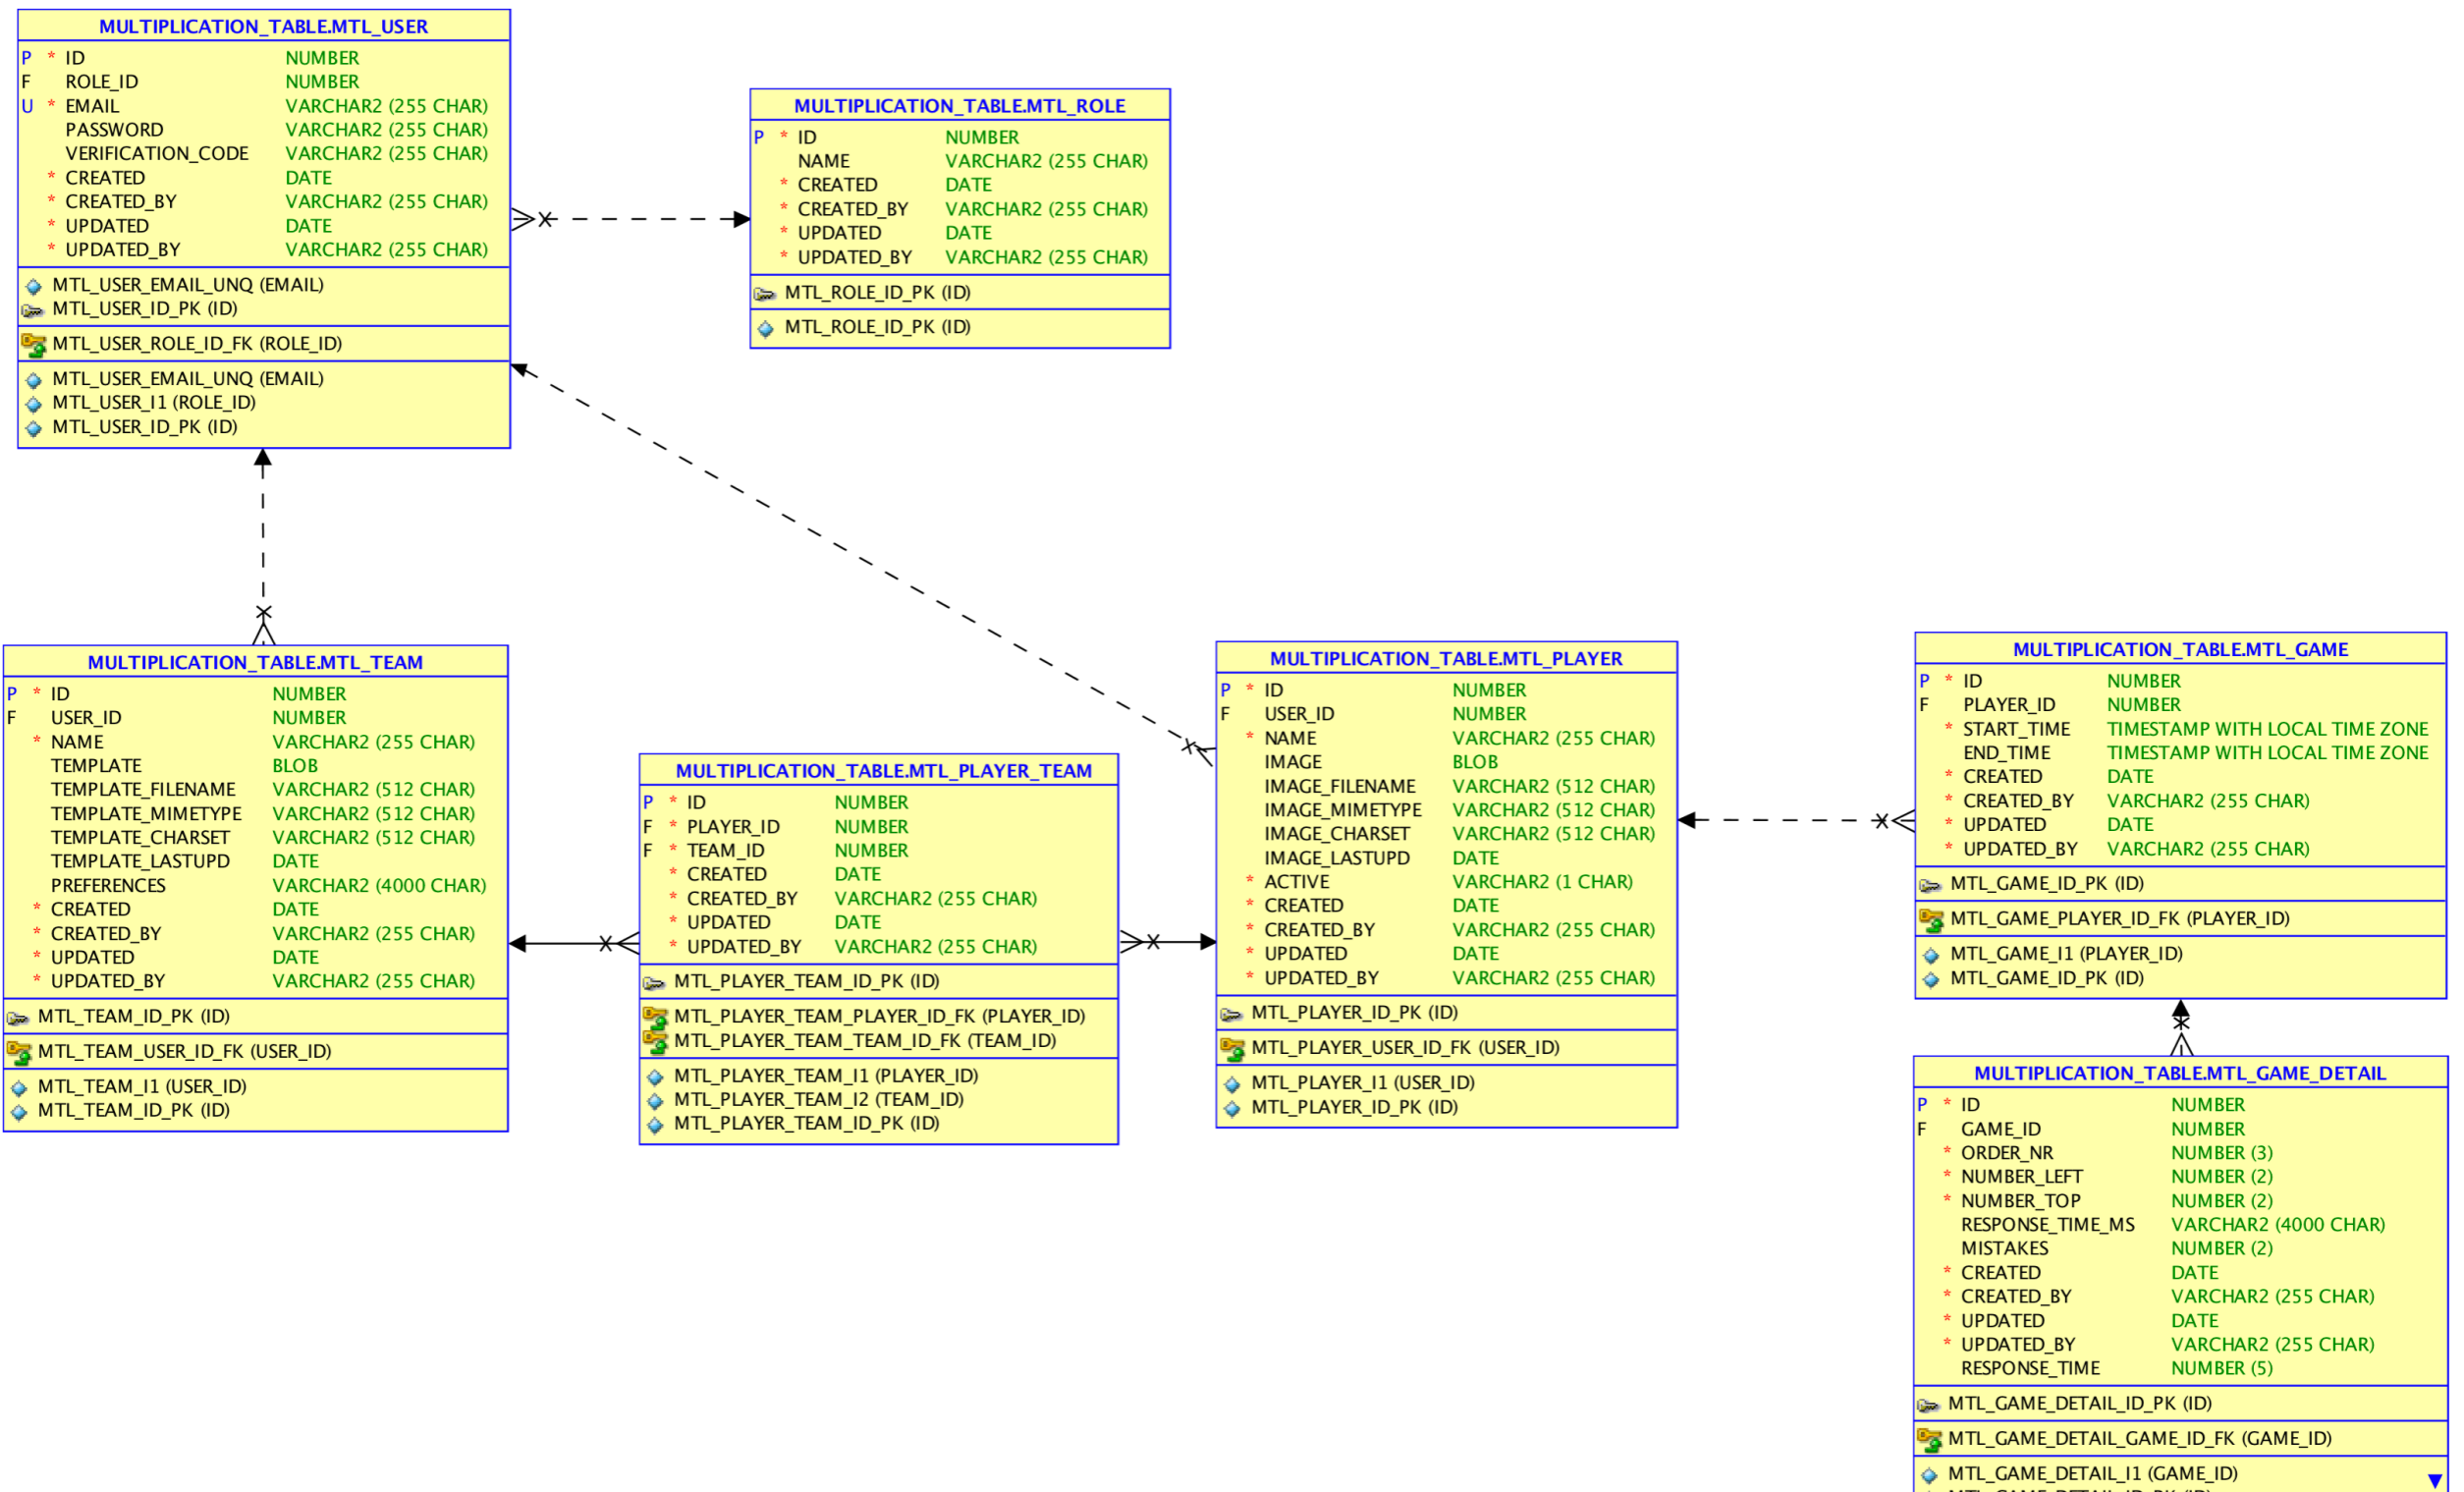 MULTIPLICATION_TABLE.MTL_USER
P * ID NUMBER
F ROLE_ID NUMBER
U * EMAIL VARCHAR2 (255 CHAR)
PASSWORD VARCHAR2 (255 CHAR)
VERIFICATION_CODE VARCHAR2 (255 CHAR)
* CREATED DATE
* CREATED_BY VARCHAR2 (255 CHAR)
* UPDATED DATE
* UPDATED_BY VARCHAR2 (255 CHAR)
MTL_USER_EMAIL_UNQ (EMAIL)
MTL_USER_ID_PK (ID)
MTL_USER_ROLE_ID_FK (ROLE_ID)
MTL_USER_EMAIL_UNQ (EMAIL)
MTL_USER_I1 (ROLE_ID)
MTL_USER_ID_PK (ID)
MULTIPLICATION_TABLE.MTL_ROLE
P * ID NUMBER
NAME VARCHAR2 (255 CHAR)
* CREATED DATE
* CREATED_BY VARCHAR2 (255 CHAR)
* UPDATED DATE
* UPDATED_BY VARCHAR2 (255 CHAR)
MTL_ROLE_ID_PK (ID)
MTL_ROLE_ID_PK (ID)
MULTIPLICATION_TABLE.MTL_TEAM
P * ID NUMBER
F USER_ID NUMBER
* NAME VARCHAR2 (255 CHAR)
TEMPLATE BLOB
TEMPLATE_FILENAME VARCHAR2 (512 CHAR)
TEMPLATE_MIMETYPE VARCHAR2 (512 CHAR)
TEMPLATE_CHARSET VARCHAR2 (512 CHAR)
TEMPLATE_LASTUPD DATE
PREFERENCES VARCHAR2 (4000 CHAR)
* CREATED DATE
* CREATED_BY VARCHAR2 (255 CHAR)
* UPDATED DATE
* UPDATED_BY VARCHAR2 (255 CHAR)
MTL_TEAM_ID_PK (ID)
MTL_TEAM_USER_ID_FK (USER_ID)
MTL_TEAM_I1 (USER_ID)
MTL_TEAM_ID_PK (ID)
MULTIPLICATION_TABLE.MTL_PLAYER_TEAM
P * ID NUMBER
F * PLAYER_ID NUMBER
F * TEAM_ID NUMBER
* CREATED DATE
* CREATED_BY VARCHAR2 (255 CHAR)
* UPDATED DATE
* UPDATED_BY VARCHAR2 (255 CHAR)
MTL_PLAYER_TEAM_ID_PK (ID)
MTL_PLAYER_TEAM_PLAYER_ID_FK (PLAYER_ID)
MTL_PLAYER_TEAM_TEAM_ID_FK (TEAM_ID)
MTL_PLAYER_TEAM_I1 (PLAYER_ID)
MTL_PLAYER_TEAM_I2 (TEAM_ID)
MTL_PLAYER_TEAM_ID_PK (ID)
MULTIPLICATION_TABLE.MTL_PLAYER
P * ID NUMBER
F USER_ID NUMBER
* NAME VARCHAR2 (255 CHAR)
IMAGE BLOB
IMAGE_FILENAME VARCHAR2 (512 CHAR)
IMAGE_MIMETYPE VARCHAR2 (512 CHAR)
IMAGE_CHARSET VARCHAR2 (512 CHAR)
IMAGE_LASTUPD DATE
* ACTIVE VARCHAR2 (1 CHAR)
* CREATED DATE
* CREATED_BY VARCHAR2 (255 CHAR)
* UPDATED DATE
* UPDATED_BY VARCHAR2 (255 CHAR)
MTL_PLAYER_ID_PK (ID)
MTL_PLAYER_USER_ID_FK (USER_ID)
MTL_PLAYER_I1 (USER_ID)
MTL_PLAYER_ID_PK (ID)
MULTIPLICATION_TABLE.MTL_GAME
P * ID NUMBER
F PLAYER_ID NUMBER
* START_TIME TIMESTAMP WITH LOCAL TIME ZONE
END_TIME TIMESTAMP WITH LOCAL TIME ZONE
* CREATED DATE
* CREATED_BY VARCHAR2 (255 CHAR)
* UPDATED DATE
* UPDATED_BY VARCHAR2 (255 CHAR)
MTL_GAME_ID_PK (ID)
MTL_GAME_PLAYER_ID_FK (PLAYER_ID)
MTL_GAME_I1 (PLAYER_ID)
MTL_GAME_ID_PK (ID)
MULTIPLICATION_TABLE.MTL_GAME_DETAIL
P * ID NUMBER
F GAME_ID NUMBER
* ORDER_NR NUMBER (3)
* NUMBER_LEFT NUMBER (2)
* NUMBER_TOP NUMBER (2)
RESPONSE_TIME_MS VARCHAR2 (4000 CHAR)
MISTAKES NUMBER (2)
* CREATED DATE
* CREATED_BY VARCHAR2 (255 CHAR)
* UPDATED DATE
* UPDATED_BY VARCHAR2 (255 CHAR)
RESPONSE_TIME NUMBER (5)
MTL_GAME_DETAIL_ID_PK (ID)
MTL_GAME_DETAIL_GAME_ID_FK (GAME_ID)
MTL_GAME_DETAIL_I1 (GAME_ID)